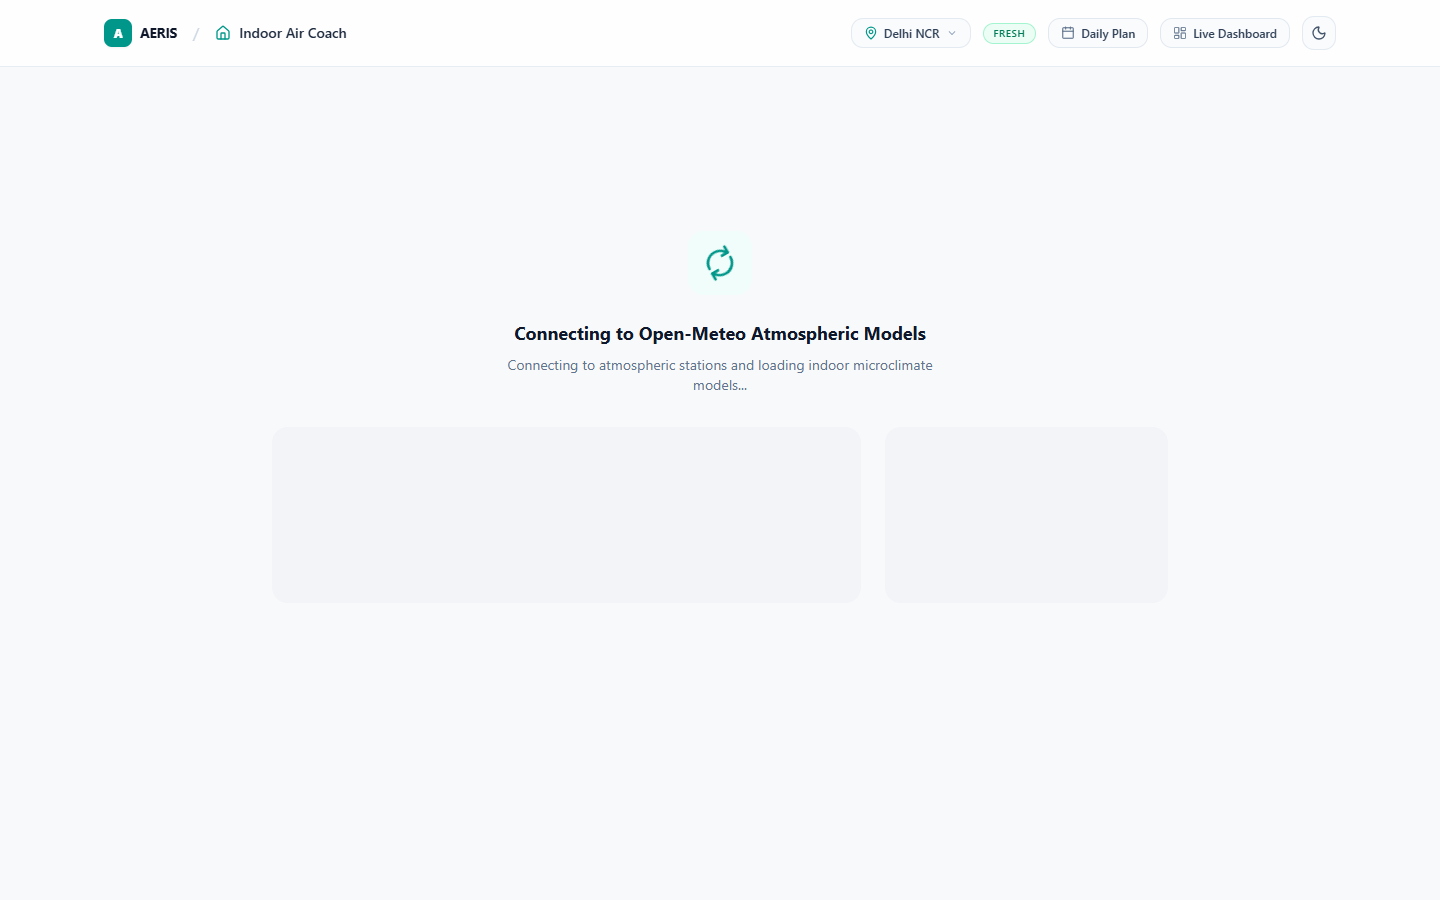 A AERIS / Indoor Air Coach
Delhi NCR
FRESH
Daily Plan
Live Dashboard
Connecting to Open-Meteo Atmospheric Models
Connecting to atmospheric stations and loading indoor microclimate
models...